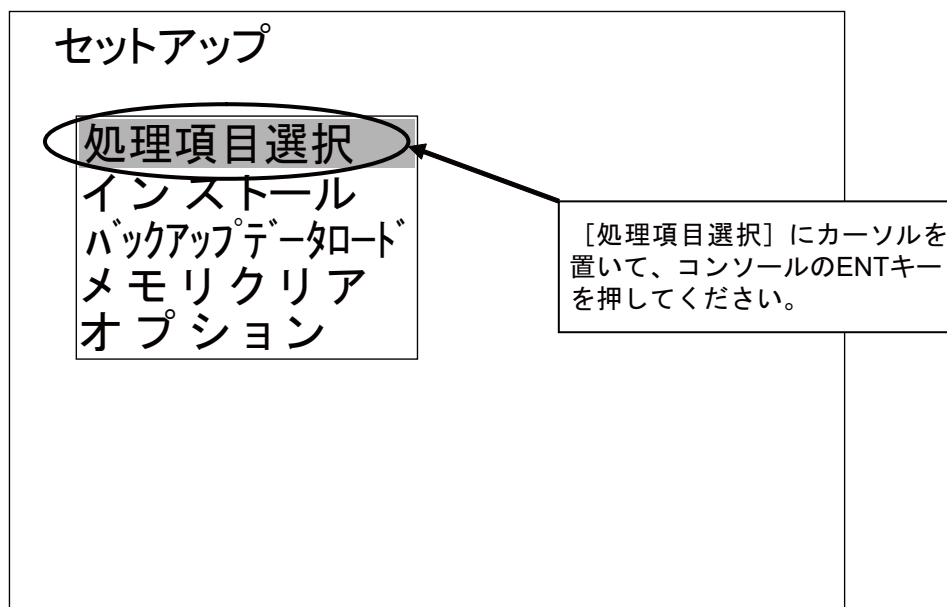 セットアップ
処理項目選択
インストール
ﾊﾞｯｸｱｯﾌﾟﾃﾞｰﾀﾛｰﾄﾞ
メモリクリア
オプション
［処理項目選択］にカーソルを
置いて、コンソールのENTキー
を押してください。